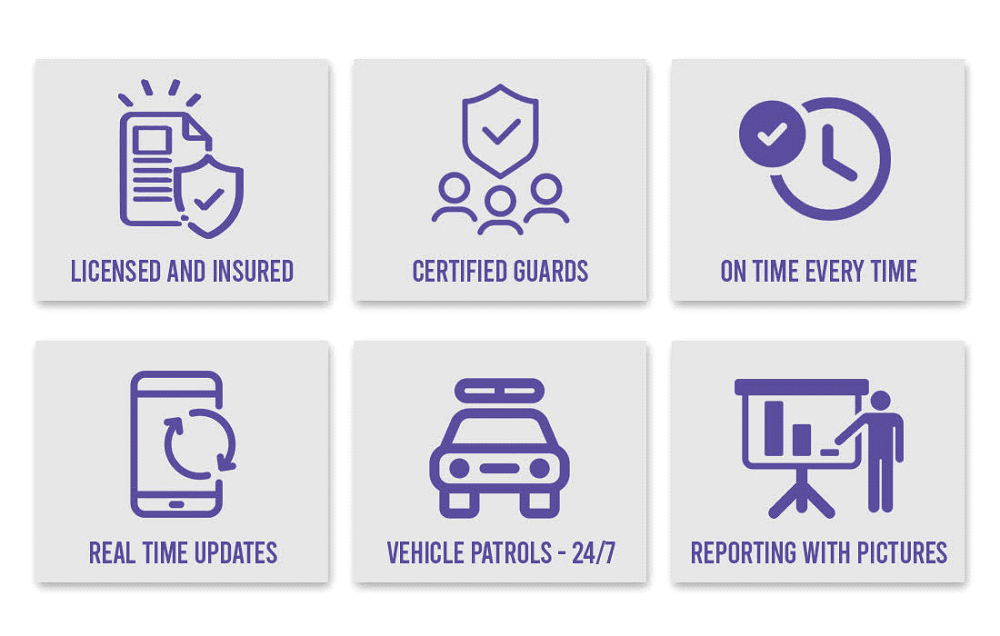 LICENSED AND INSURED
CERTIFIED GUARDS
ON TIME EVERY TIME
REAL TIME UPDATES
VEHICLE PATROLS - 24/7
REPORTING WITH PICTURES